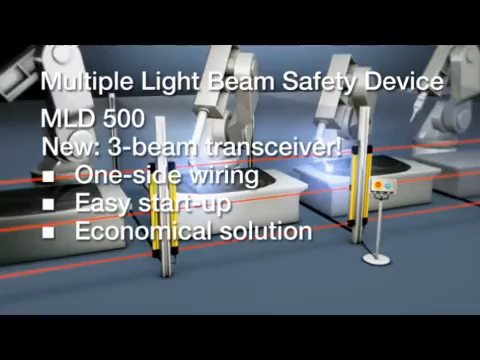 Multiple Light Beam Safety Device
MLD 500
New: 3-beam transceiver!
▪ One-side wiring
▪ Easy start-up
▪ Economical solution